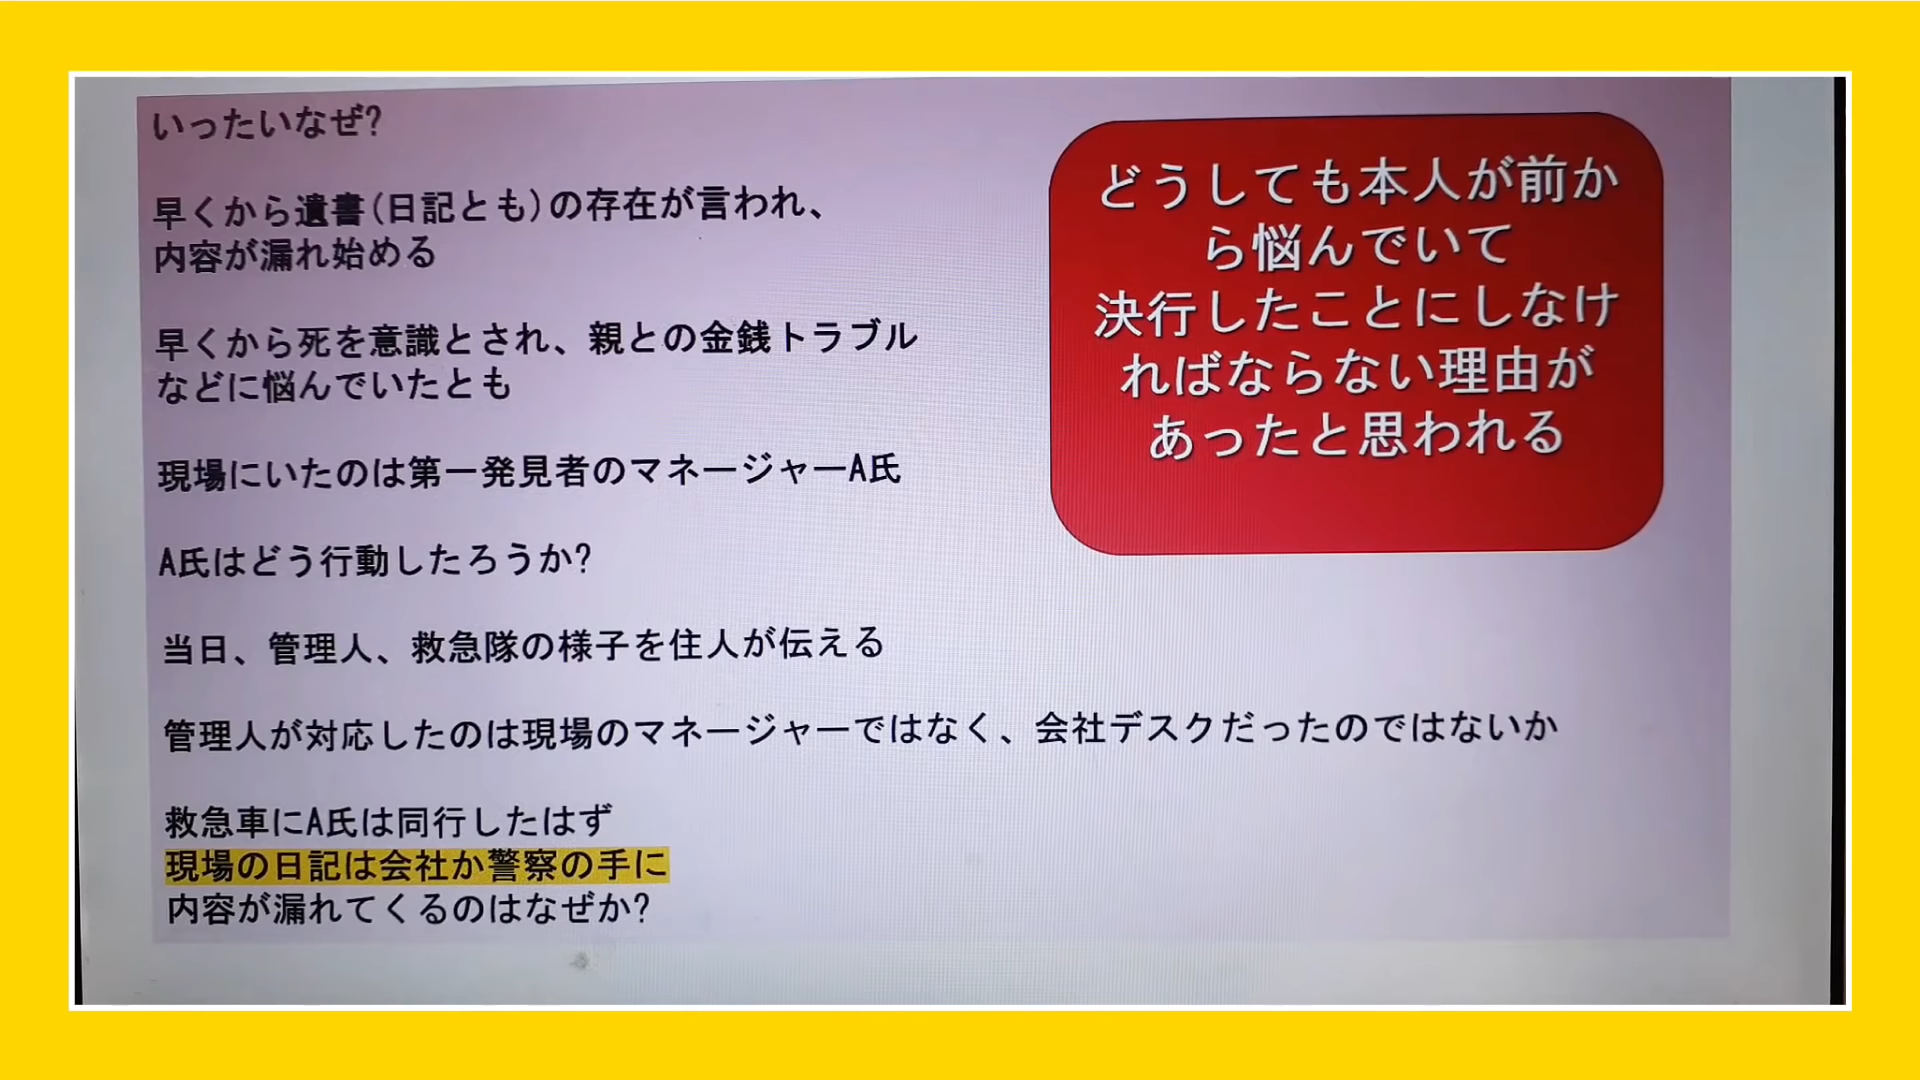 いったいなぜ?
早くから遺書(日記とも)の存在が言われ、
内容が漏れ始める
早くから死を意識とされ、親との金銭トラブル
などに悩んでいたとも
現場にいたのは第一発見者のマネージャーA氏
A氏はどう行動したろうか?
当日、管理人、救急隊の様子を住人が伝える
管理人が対応したのは現場のマネージャーではなく、会社デスクだったのではないか
救急車にA氏は同行したはず
現場の日記は会社か警察の手に
内容が漏れてくるのはなぜか?
どうしても本人が前か
ら悩んでいて
決行したことにしなけ
ればならない理由が
あったと思われる